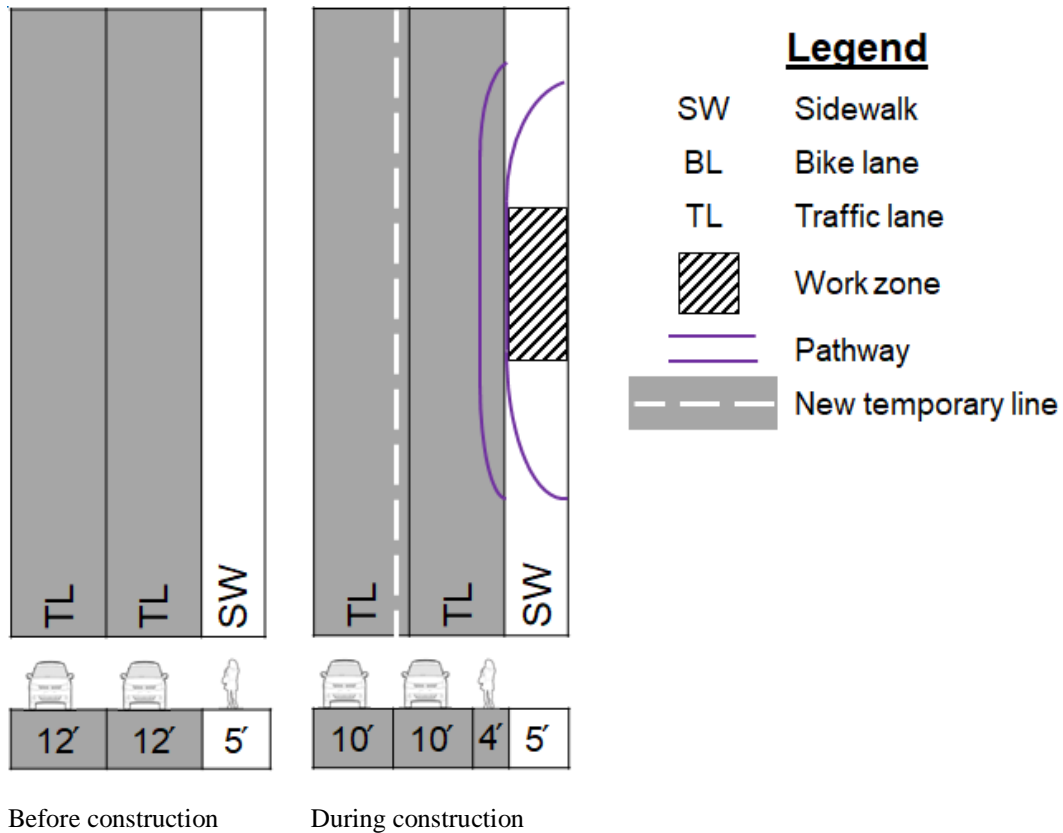 TL
TL
SW
12′
12′
5′
Before construction
TL
TL
SW
10′
10′
4′
5′
During construction
Legend
SW Sidewalk
BL Bike lane
TL Traffic lane
Work zone
Pathway
New temporary line